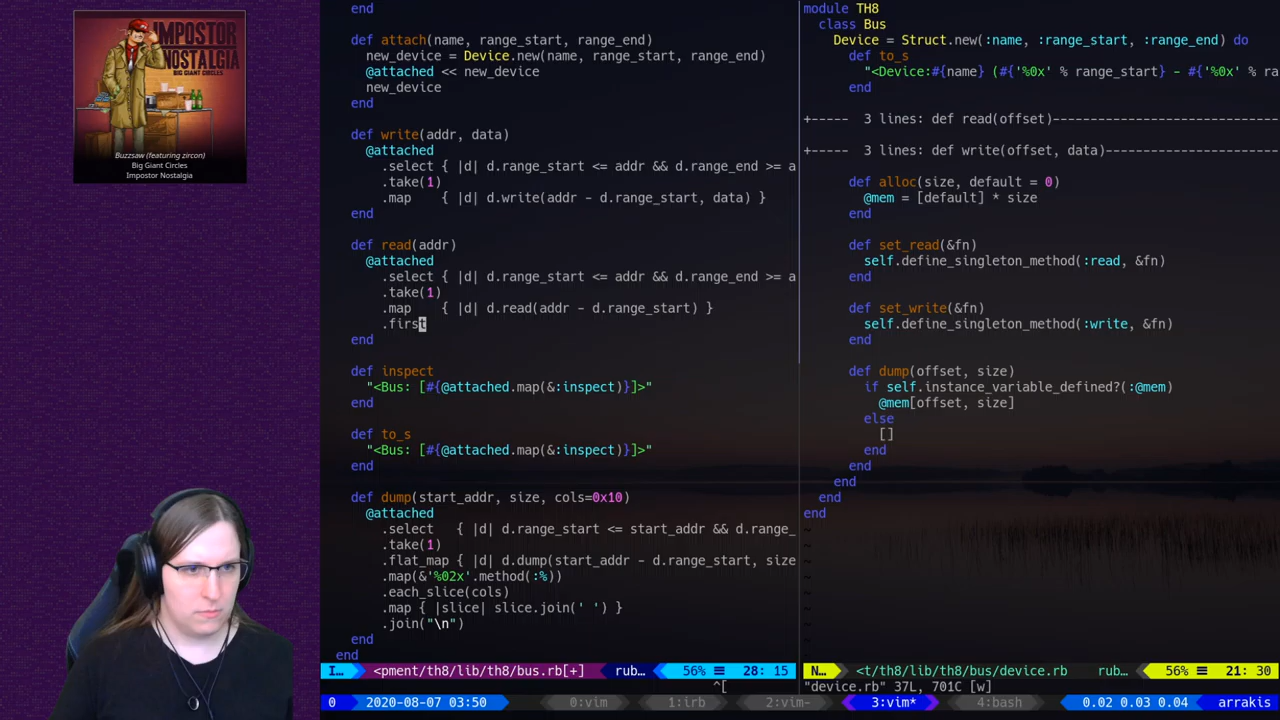 IMPOSTOR
NOSTALGIA
BIG GIANT CIRCLES
Buzzsaw (featuring zircon)
Big Giant Circles
Impostor Nostalgia
end
def attach(name, range_start, range_end)
new_device = Device.new(name, range_start, range_end)
@attached << new_device
new_device
end
def write(addr, data)
@attached
.select { |d| d.range_start <= addr && d.range_end >= a
.take(1)
.map { |d| d.write(addr - d.range_start, data) }
end
def read(addr)
@attached
.select { |d| d.range_start <= addr && d.range_end >= a
.take(1)
.map { |d| d.read(addr - d.range_start) }
.first
end
def inspect
"<Bus: [#{@attached.map(&:inspect)}]>"
end
def to_s
"<Bus: [#{@attached.map(&:inspect)}]>"
end
def dump(start_addr, size, cols=0x10)
@attached
.select { |d| d.range_start <= start_addr && d.range_
.take(1)
.flat_map { |d| d.dump(start_addr - d.range_start, size
.map(&'%02x'.method(:%))
.each_slice(cols)
.map { |slice| slice.join(' ') }
.join("\n")
end
end
I… <pment/th8/lib/th8/bus.rb[+] rub… 56% ☰ 28: 15
^[
module TH8
class Bus
Device = Struct.new(:name, :range_start, :range_end) do
def to_s
"<Device:#{name} (#{'%0x' % range_start} - #{'%0x' % ra
end
+----- 3 lines: def read(offset)------------------------------
+----- 3 lines: def write(offset, data)-----------------------
def alloc(size, default = 0)
@mem = [default] * size
end
def set_read(&fn)
self.define_singleton_method(:read, &fn)
end
def set_write(&fn)
self.define_singleton_method(:write, &fn)
end
def dump(offset, size)
if self.instance_variable_defined?(:@mem)
@mem[offset, size]
else
[]
end
end
end
end
end
~
~
~
~
~
~
~
~
~
N… <t/th8/lib/th8/bus/device.rb rub… 56% ☰ 21: 30
"device.rb" 37L, 701C [w]
0 2020-08-07 03:50 0:vim 1:irb 2:vim- 3:vim* 4:bash 0.02 0.03 0.04 arrakis